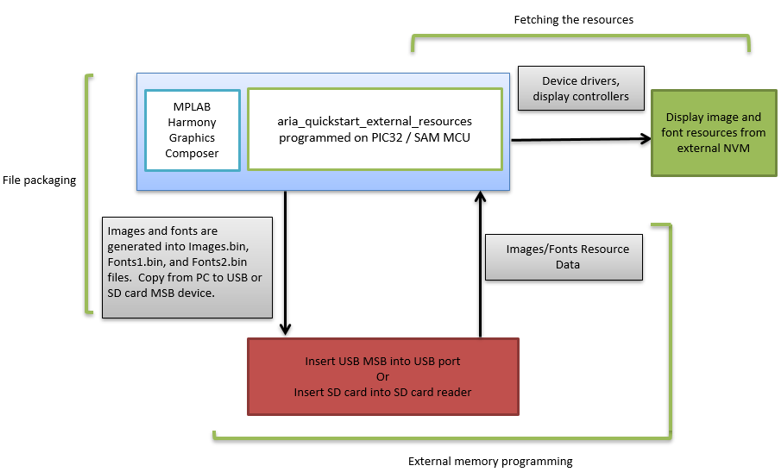 Fetching the resources
Device drivers,
display controllers
MPLAB
Harmony
Graphics
Composer
aria_quickstart_external_resources
programmed on PIC32 / SAM MCU
Display image and
font resources from
external NVM
File packaging
Images and fonts are
generated into Images.bin,
Fonts1.bin, and Fonts2.bin
files.  Copy from PC to USB or
SD card MSB device.
Images/Fonts Resource
Data
Insert USB MSB into USB port
Or
Insert SD card into SD card reader
External memory programming